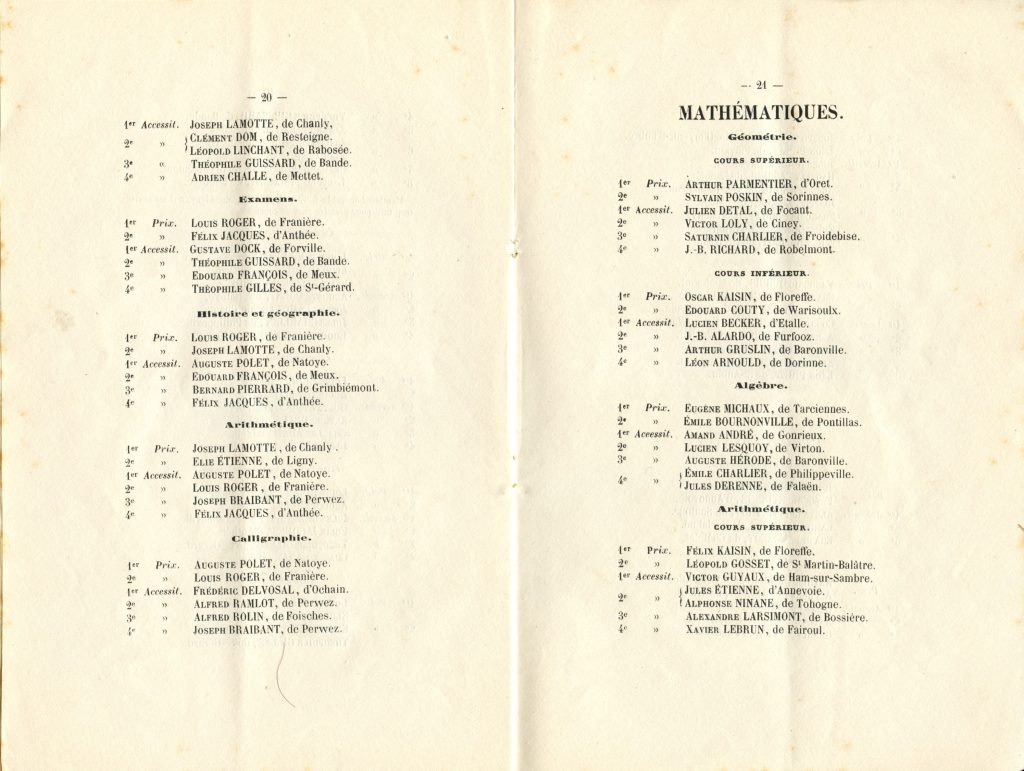 — 20 —
1er Accessit. JOSEPH LAMOTTE, de Chanly,
2e » CLÉMENT DOM, de Resteigne.
LÉOPOLD LINCHANT, de Rabosée.
3e « THÉOPHILE GUISSARD, de Bande.
4e » ADRIEN CHALLE, de Mettet.
Examens.
1er Prix. LOUIS ROGER, de Franière.
2e » FÉLIX JACQUES, d'Anthée.
1er Accessit. GUSTAVE DOCK, de Forville.
2e » THÉOPHILE GUISSARD, de Bande.
3e » EDOUARD FRANÇOIS, de Meux.
4e » THÉOPHILE GILLES, de St-Gérard.
Histoire et géographie.
1er Prix. LOUIS ROGER, de Franière.
2e » JOSEPH LAMOTTE, de Chanly.
1er Accessit. AUGUSTE POLET, de Natoye.
2e » EDOUARD FRANÇOIS, de Meux.
3e » BERNARD PIERRARD, de Grimbiémont.
4e » FÉLIX JACQUES, d'Anthée.
Arithmétique.
1er Prix. JOSEPH LAMOTTE, de Chanly.
2e » ELIE ÉTIENNE, de Ligny.
1er Accessit. AUGUSTE POLET, de Natoye.
2e » LOUIS ROGER, de Franière.
3e » JOSEPH BRAIBANT, de Perwez.
4e » FÉLIX JACQUES, d'Anthée.
Calligraphie.
1er Prix. AUGUSTE POLET, de Natoye.
2e » LOUIS ROGER, de Franière.
1er Accessit. FRÉDÉRIC DELVOSAL, d'Ochain.
2e » ALFRED RAMLOT, de Perwez.
3e » ALFRED ROLIN, de Foisches.
4e » JOSEPH BRAIBANT, de Perwez.
— 21 —
MATHÉMATIQUES.
Géométrie.
COURS SUPÉRIEUR.
1er Prix. ARTHUR PARMENTIER, d'Oret.
2e » SYLVAIN POSKIN, de Sorinnes.
1er Accessit. JULIEN DETAL, de Focant.
2e » VICTOR LOLY, de Ciney.
3e » SATURNIN CHARLIER, de Froidebise.
4e » J.-B. RICHARD, de Robelmont.
COURS INFÉRIEUR.
1er Prix. OSCAR KAISIN, de Floreffe.
2e » EDOUARD COUTY, de Warisoulx.
1er Accessit. LUCIEN BECKER, d'Etalle.
2e » J.-B. ALARDO, de Furfooz.
3e » ARTHUR GRUSLIN, de Baronville.
4e » LÉON ARNOULD, de Dorinne.
Algèbre.
1er Prix. EUGÈNE MICHAUX, de Tarciennes.
2e » ÉMILE BOURNONVILLE, de Pontillas.
1er Accessit. AMAND ANDRÉ, de Gonrieux.
2e » LUCIEN LESQUOY, de Virton.
3e » AUGUSTE HÉRODE, de Baronville.
4e » ÉMILE CHARLIER, de Philippeville.
JULES DERENNE, de Falaën.
Arithmétique.
COURS SUPÉRIEUR.
1er Prix. FÉLIX KAISIN, de Floreffe.
2e » LÉOPOLD GOSSET, de St Martin-Balâtre.
1er Accessit. VICTOR GUYAUX, de Ham-sur-Sambre.
2e » JULES ÉTIENNE, d'Annevoie.
ALPHONSE NINANE, de Tohogne.
3e » ALEXANDRE LARSIMONT, de Bossière.
4e » XAVIER LEBRUN, de Fairoul.